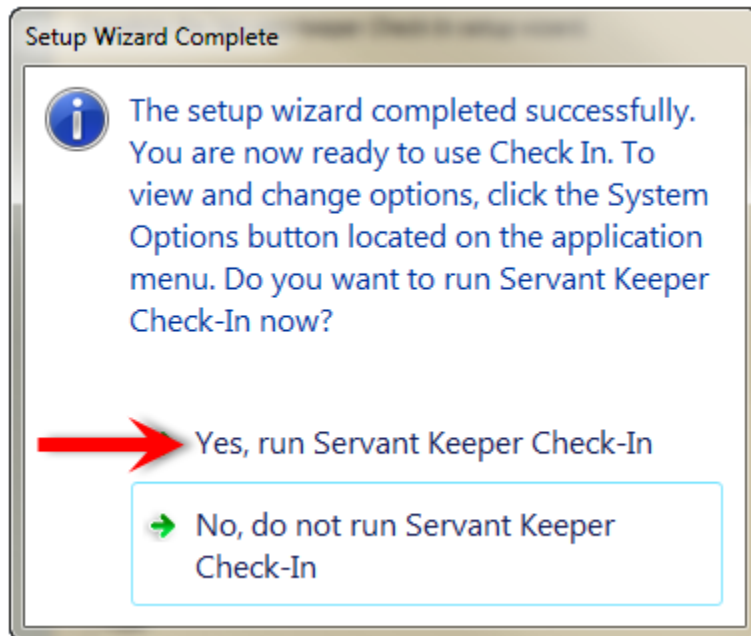 Setup Wizard Complete
The setup wizard completed successfully.
You are now ready to use Check In. To
view and change options, click the System
Options button located on the application
menu. Do you want to run Servant Keeper
Check-In now?
Yes, run Servant Keeper Check-In
No, do not run Servant Keeper
Check-In